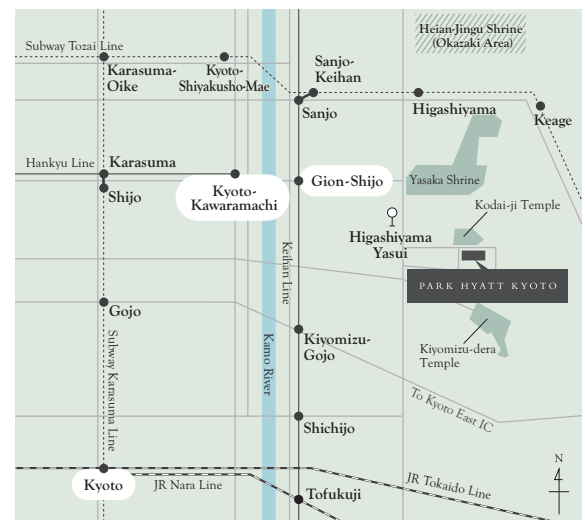 Heian-Jingu Shrine
(Okazaki Area)
Subway Tozai Line
Karasuma-
Oike
Kyoto-
Shiyakusho-Mae
Sanjo-
Keihan
Sanjo
Higashiyama
Keage
Hankyu Line
Karasuma
Shijo
Kyoto-
Kawaramachi
Gion-Shijo
Yasaka Shrine
Kodai-ji Temple
Higashiyama
Yasui
Keihan Line
PARK HYATT KYOTO
Gojo
Subway Karasuma Line
Kamo River
Kiyomizu-
Gojo
Kiyomizu-dera
Temple
To Kyoto East IC
Shichijo
Kyoto
JR Nara Line
Tofukuji
JR Tokaido Line
N
4